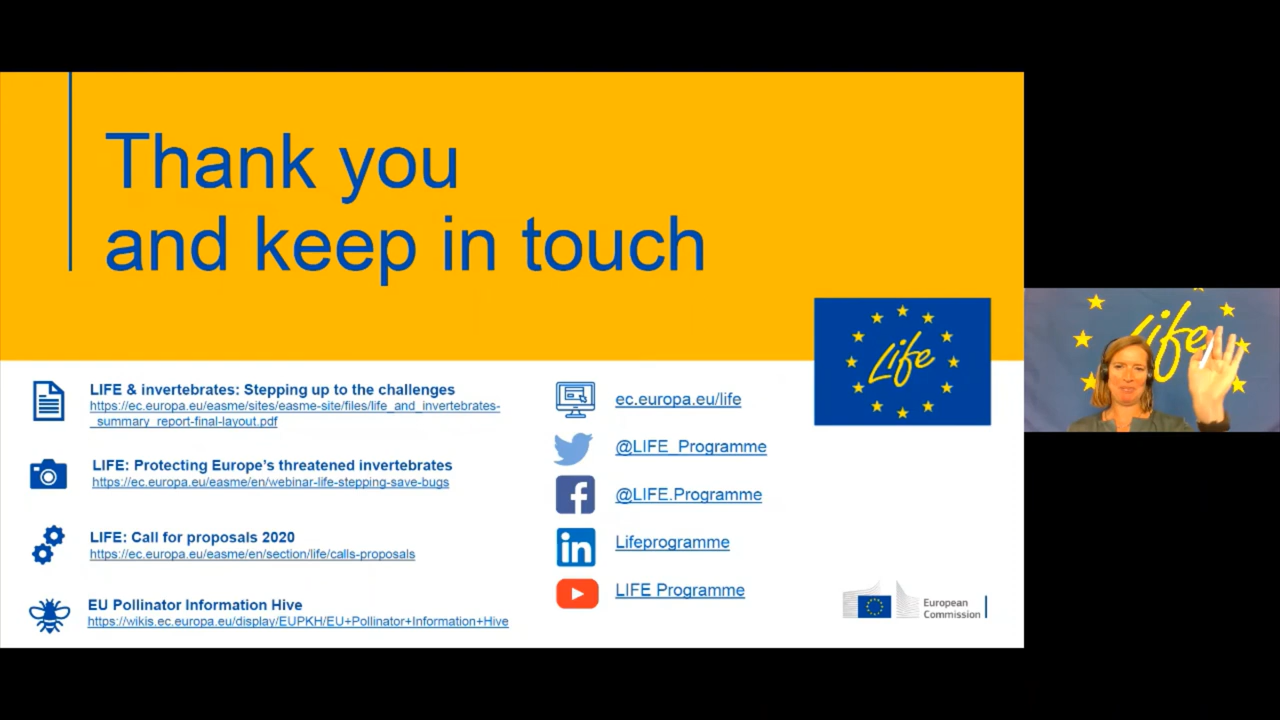 Thank you
and keep in touch
Life
Life
LIFE & invertebrates: Stepping up to the challenges
https://ec.europa.eu/easme/sites/easme-site/files/life_and_invertebrates-
_summary_report-final-layout.pdf
LIFE: Protecting Europe's threatened invertebrates
https://ec.europa.eu/easme/en/webinar-life-stepping-save-bugs
LIFE: Call for proposals 2020
https://ec.europa.eu/easme/en/section/life/calls-proposals
EU Pollinator Information Hive
https://wikis.ec.europa.eu/display/EUPKH/EU+Pollinator+Information+Hive
ec.europa.eu/life
@LIFE_Programme
@LIFE.Programme
in
Lifeprogramme
LIFE Programme
European
Commission